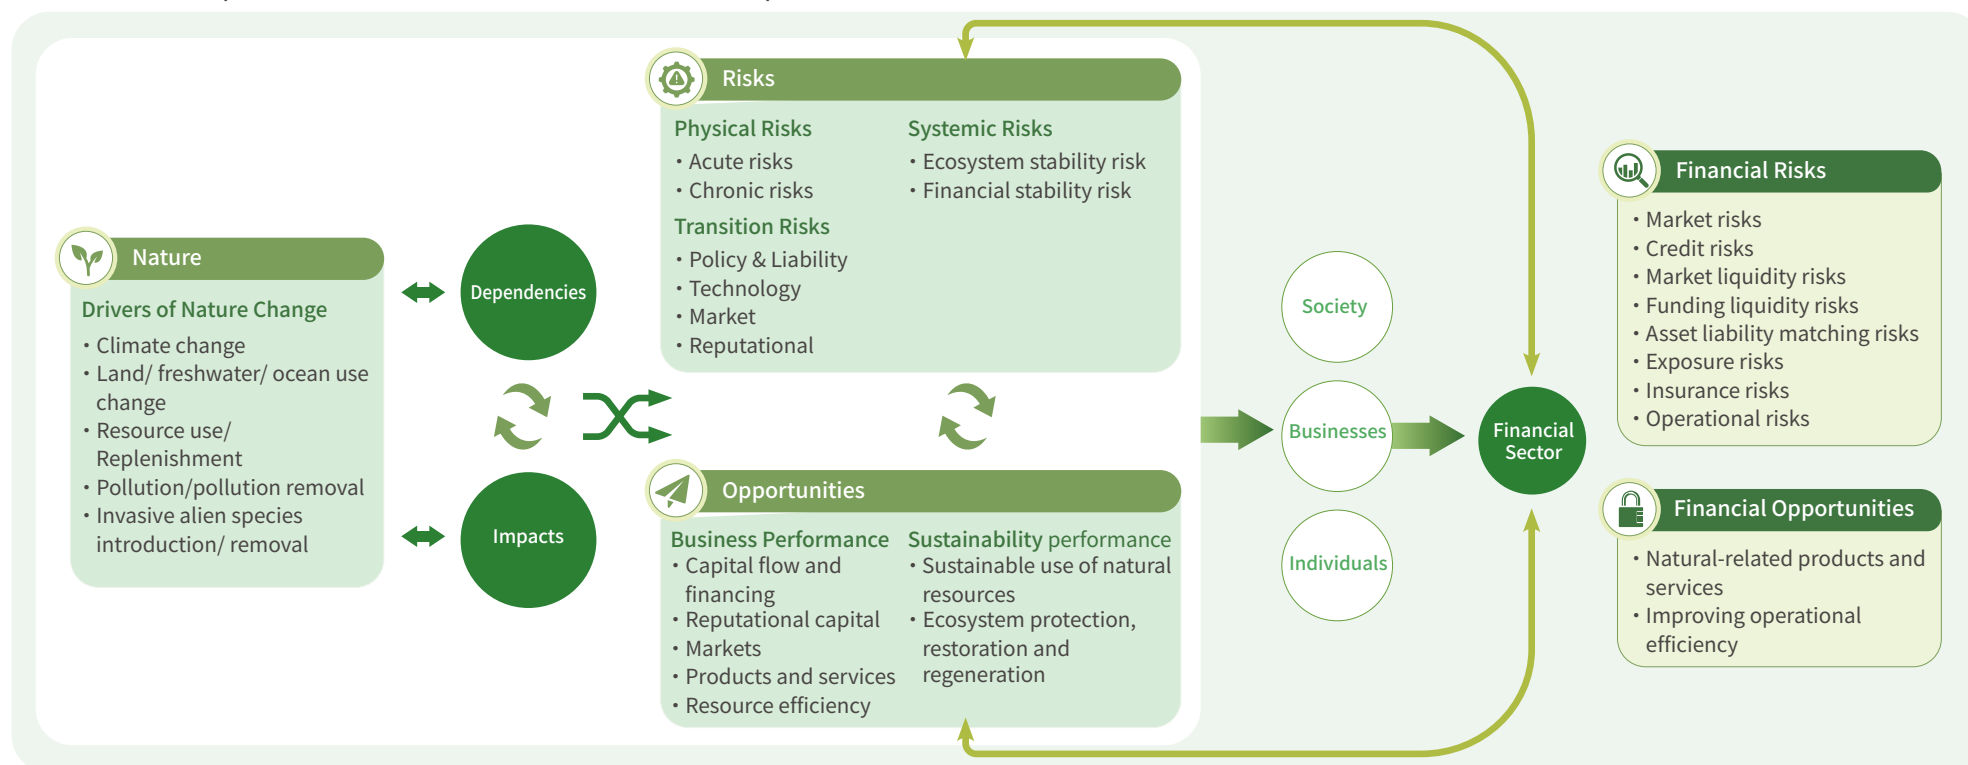 Nature
Drivers of Nature Change
• Climate change
• Land/ freshwater/ ocean use
change
• Resource use/
Replenishment
• Pollution/pollution removal
• Invasive alien species
introduction/ removal
Dependencies
Impacts
Risks
Physical Risks
• Acute risks
• Chronic risks
Transition Risks
• Policy & Liability
• Technology
• Market
• Reputational
Systemic Risks
• Ecosystem stability risk
• Financial stability risk
Opportunities
Business Performance
• Capital flow and
financing
• Reputational capital
• Markets
• Products and services
• Resource efficiency
Sustainability performance
• Sustainable use of natural
resources
• Ecosystem protection,
restoration and
regeneration
Society
Businesses
Individuals
Financial
Sector
Financial Risks
• Market risks
• Credit risks
• Market liquidity risks
• Funding liquidity risks
• Asset liability matching risks
• Exposure risks
• Insurance risks
• Operational risks
Financial Opportunities
• Natural-related products and
services
• Improving operational
efficiency